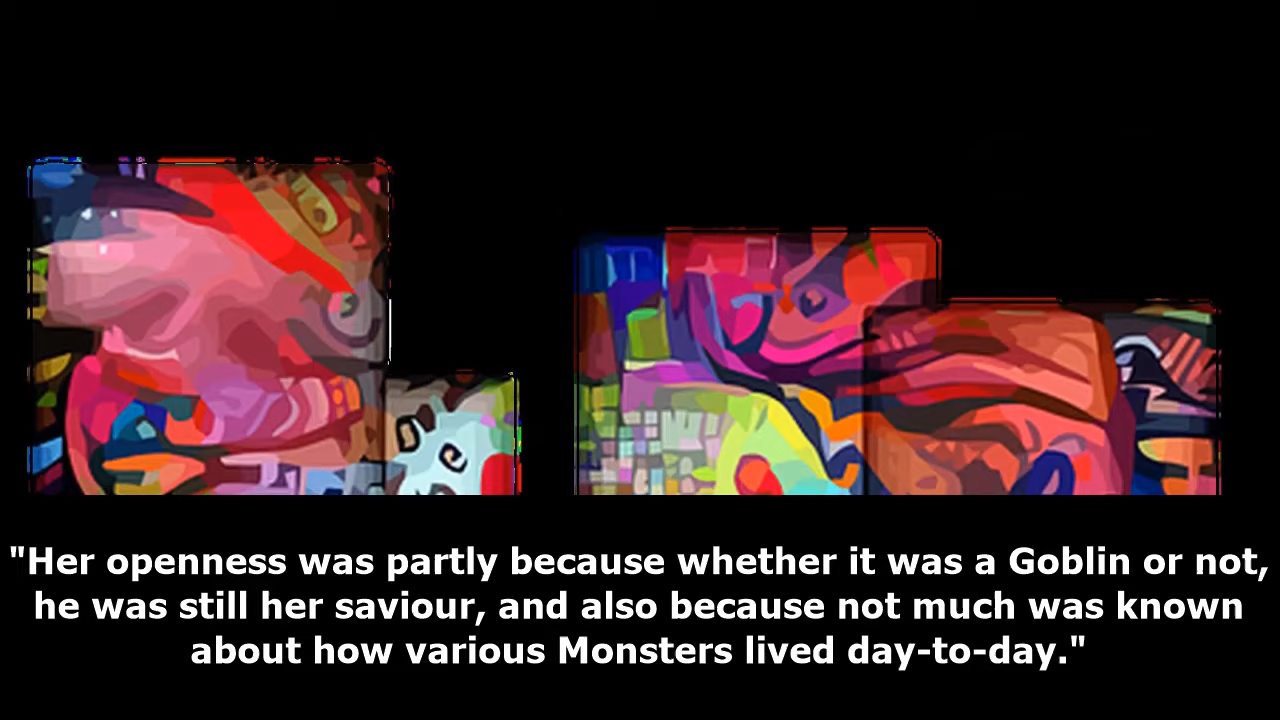 "Her openness was partly because whether it was a Goblin or not,
he was still her saviour, and also because not much was known
about how various Monsters lived day-to-day."